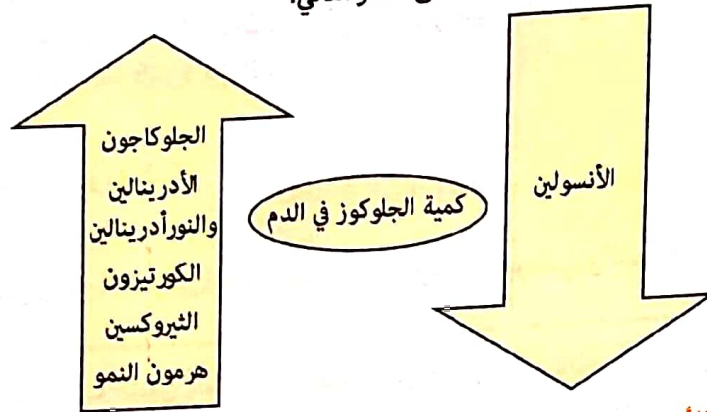 الجلوكاجون
الأدرينالين
والنورأدرينالين
الكورتيزون
الثيروكسين
هرمون النمو
كمية الجلوكوز في الدم
الأنسولين